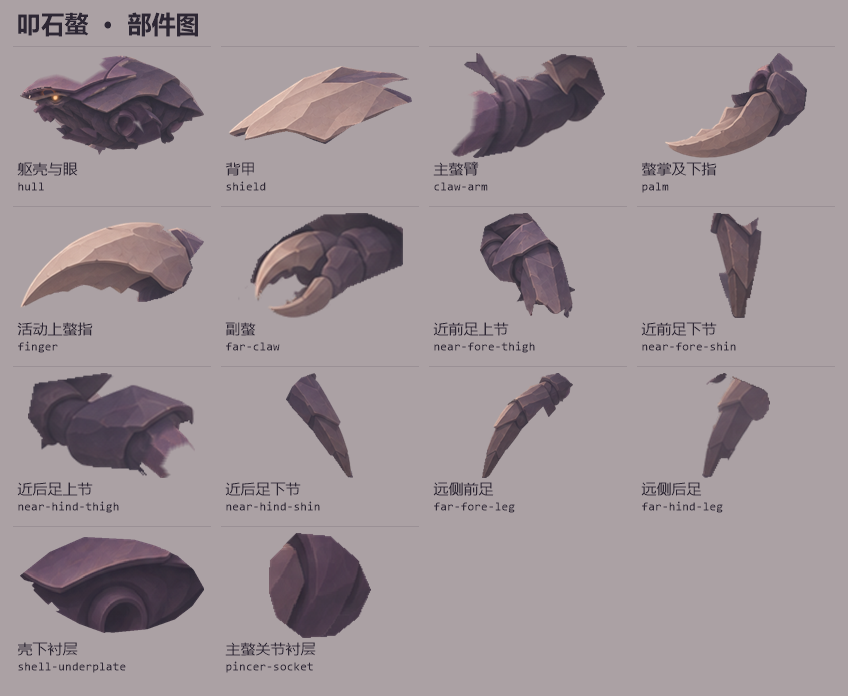 叩石螯 · 部件图
躯壳与眼
hull
背甲
shield
主螯臂
claw-arm
螯掌及下指
palm
活动上螯指
finger
副螯
far-claw
近前足上节
near-fore-thigh
近前足下节
near-fore-shin
近后足上节
near-hind-thigh
近后足下节
near-hind-shin
远侧前足
far-fore-leg
远侧后足
far-hind-leg
壳下衬层
shell-underplate
主螯关节衬层
pincer-socket